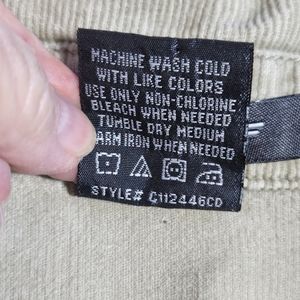 MACHINE WASH COLD
WITH LIKE COLORS
USE ONLY NON-CHLORINE
BLEACH WHEN NEEDED
TUMBLE DRY MEDIUM
ARM IRON WHEN NEEDED
STYLE# C112446CD